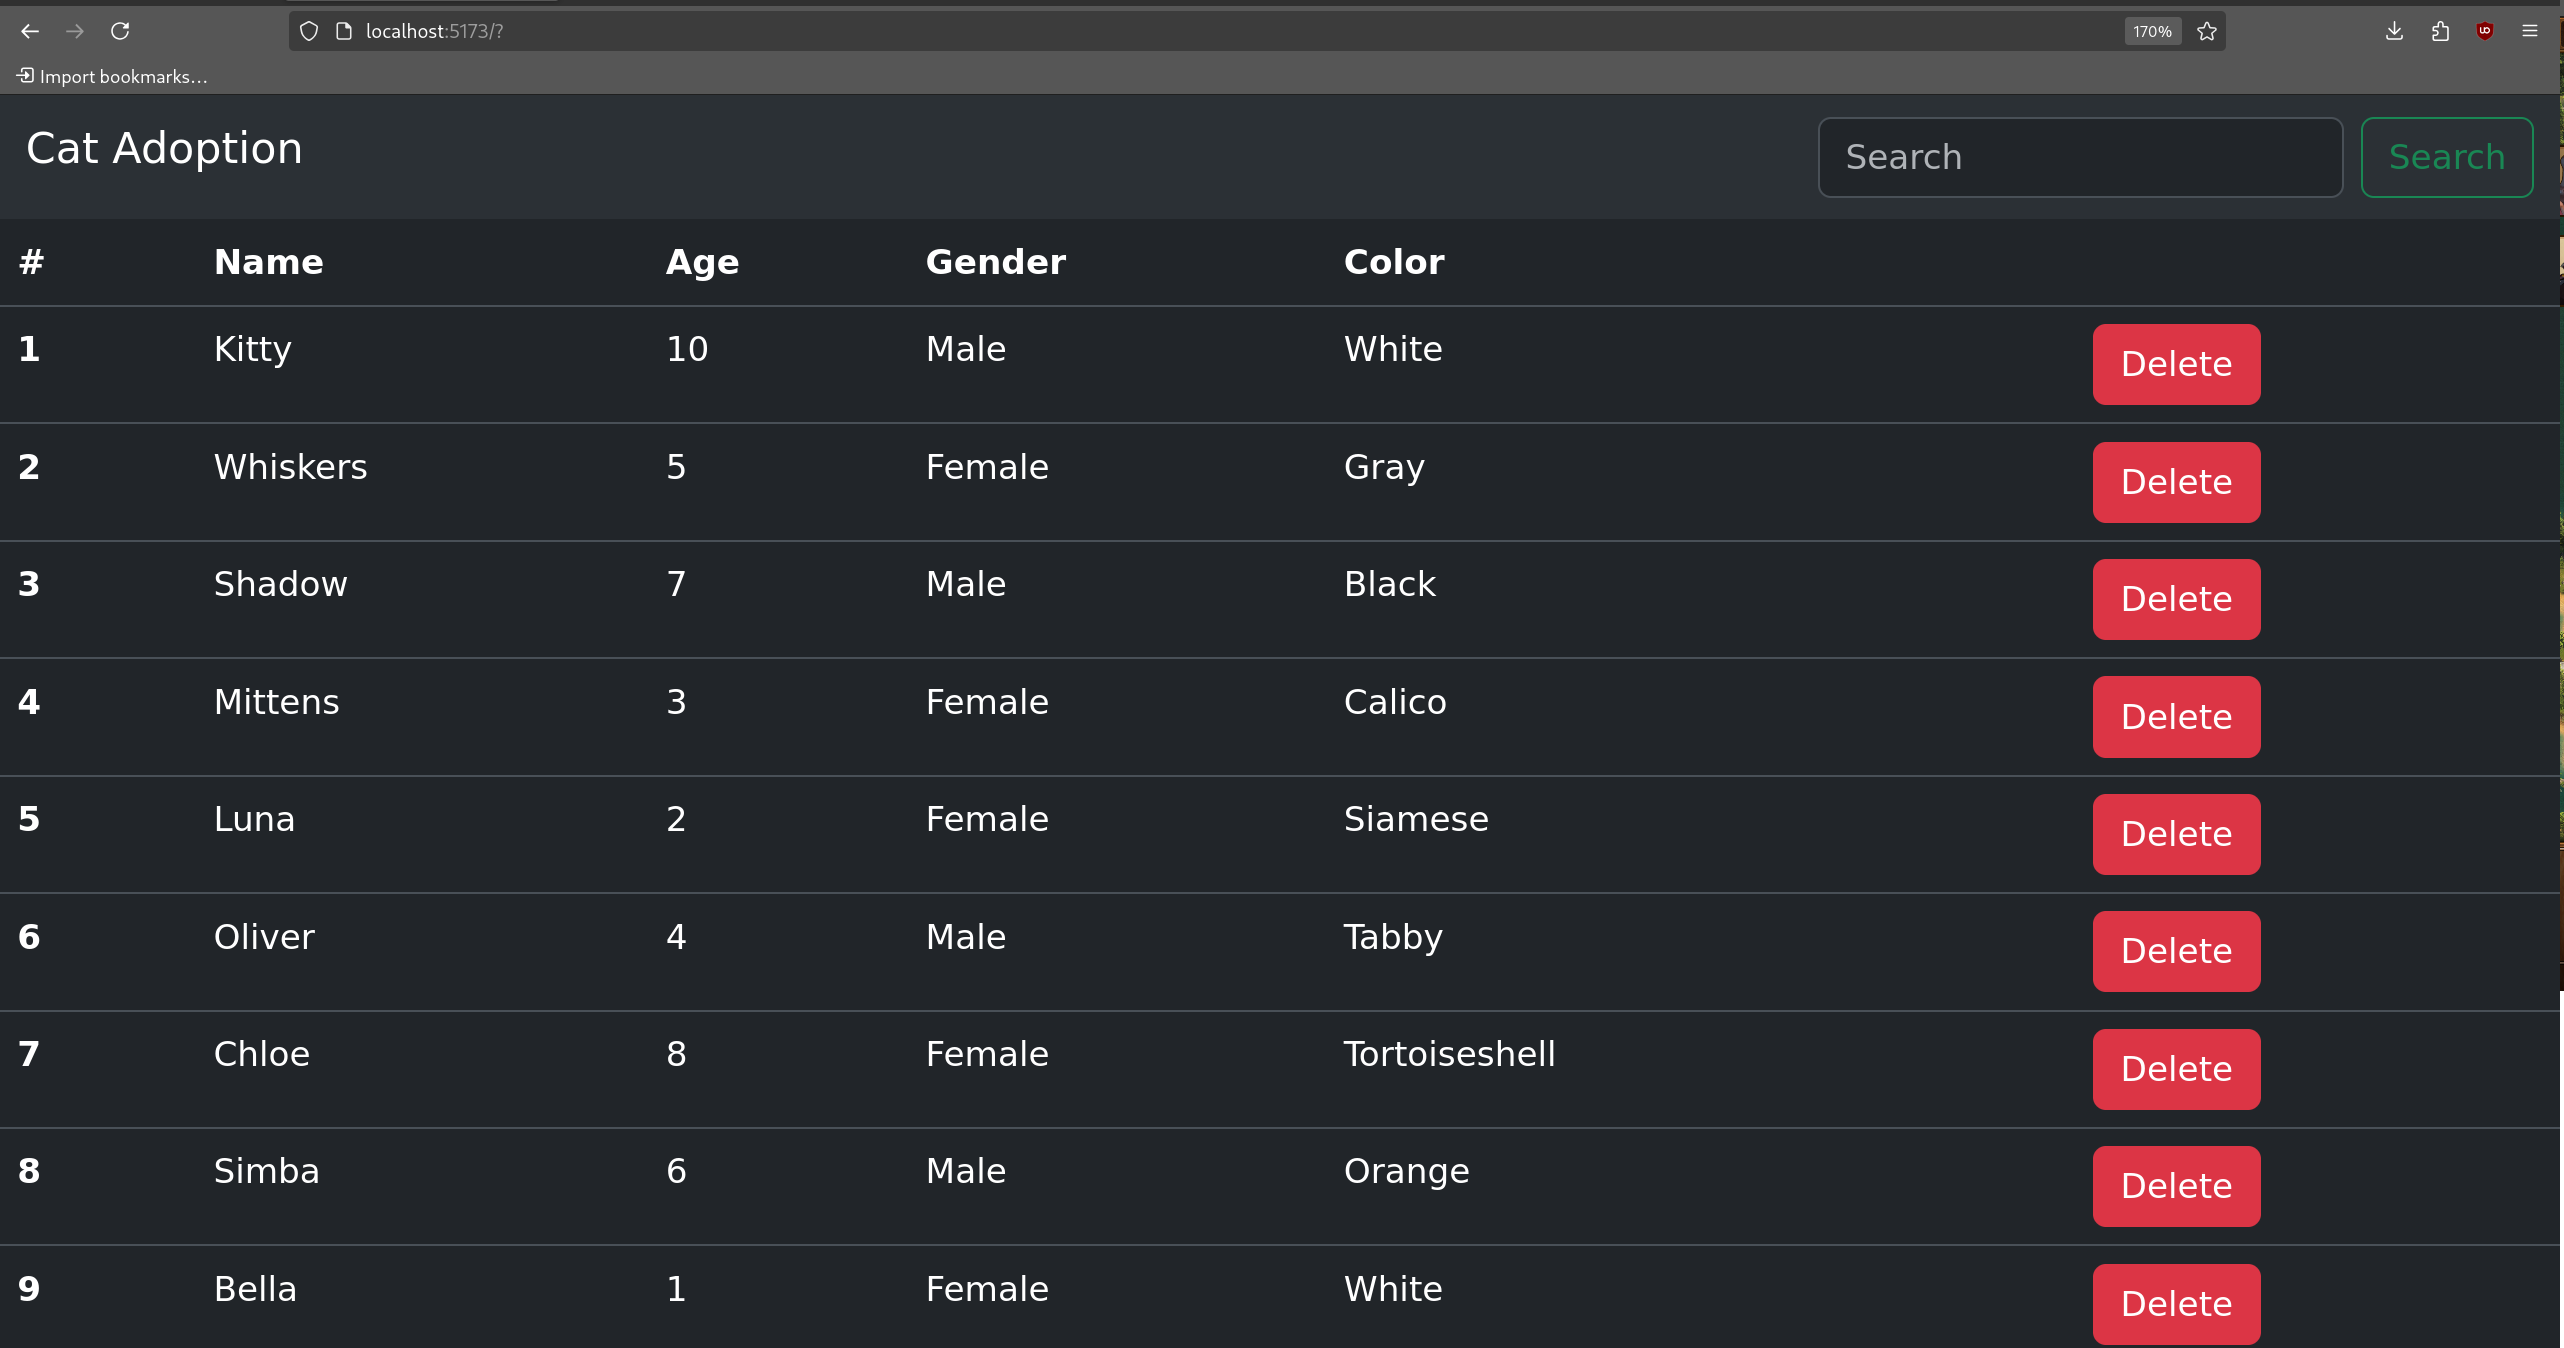 localhost:5173/?
170%
Import bookmarks...
Cat Adoption
Search
Search
# Name Age Gender Color
1 Kitty 10 Male White Delete
2 Whiskers 5 Female Gray Delete
3 Shadow 7 Male Black Delete
4 Mittens 3 Female Calico Delete
5 Luna 2 Female Siamese Delete
6 Oliver 4 Male Tabby Delete
7 Chloe 8 Female Tortoiseshell Delete
8 Simba 6 Male Orange Delete
9 Bella 1 Female White Delete